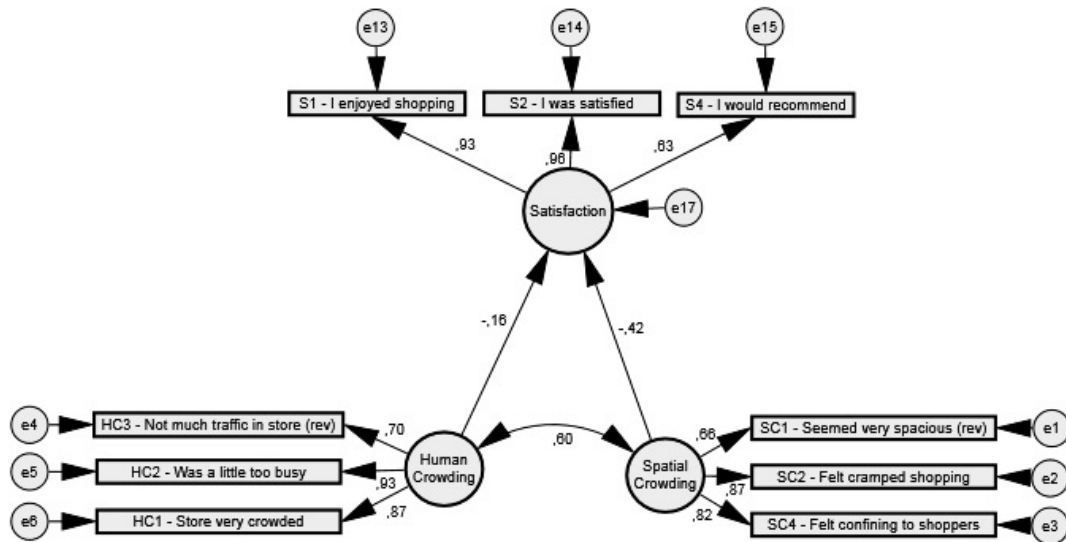 e13
e14
e15
S1 - I enjoyed shopping
S2 - I was satisfied
S4 - I would recommend
,93
,96
,63
Satisfaction
e17
-,16
-,42
e4
HC3 - Not much traffic in store (rev)
,70
e5
HC2 - Was a little too busy
,93
e6
HC1 - Store very crowded
,87
Human
Crowding
,60
Spatial
Crowding
,66
SC1 - Seemed very spacious (rev)
e1
,87
SC2 - Felt cramped shopping
e2
,82
SC4 - Felt confining to shoppers
e3